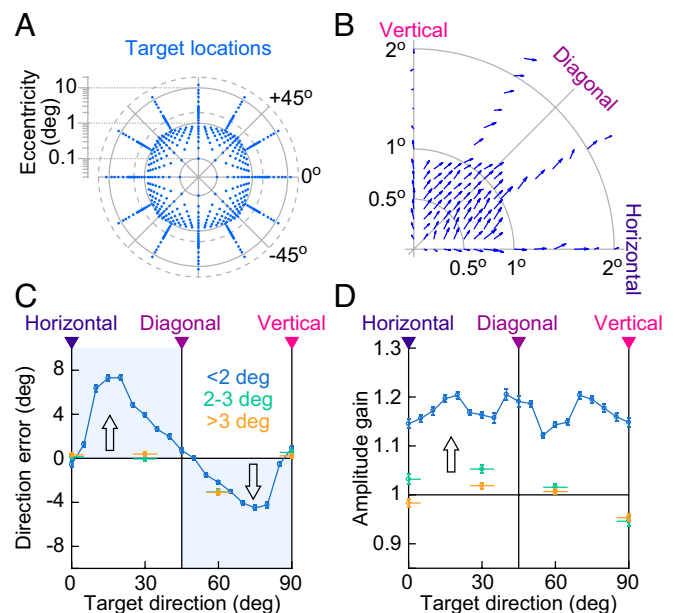 A
Target locations
Eccentricity
(deg)
10
1
0.1
+45°
0°
-45°
B
Vertical
Diagonal
Horizontal
2°
1°
0.5°
0.5° 1° 2°
C
Horizontal Diagonal Vertical
Direction error (deg)
8
4
0
-4
-8
<2 deg
2-3 deg
>3 deg
0 30 60 90
Target direction (deg)
D
Horizontal Diagonal Vertical
Amplitude gain
1.3
1.2
1.1
1
0.9
0 30 60 90
Target direction (deg)